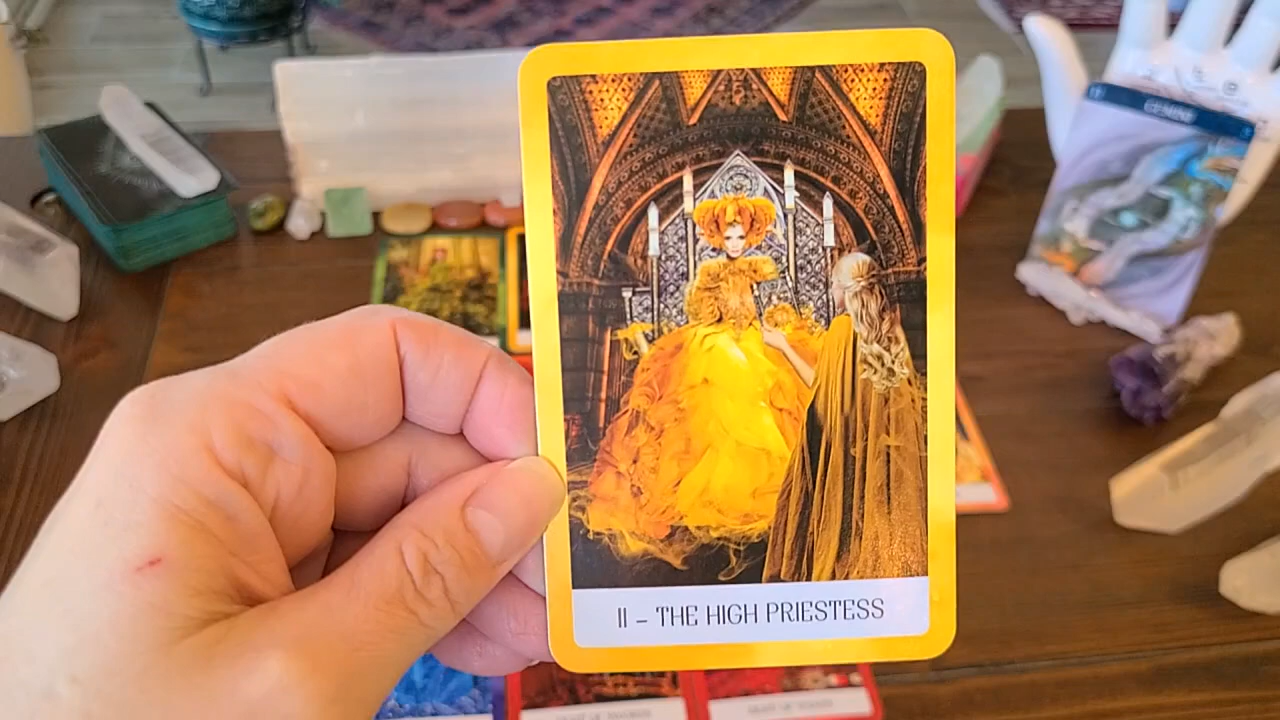 GEMINI
II – THE HIGH PRIESTESS